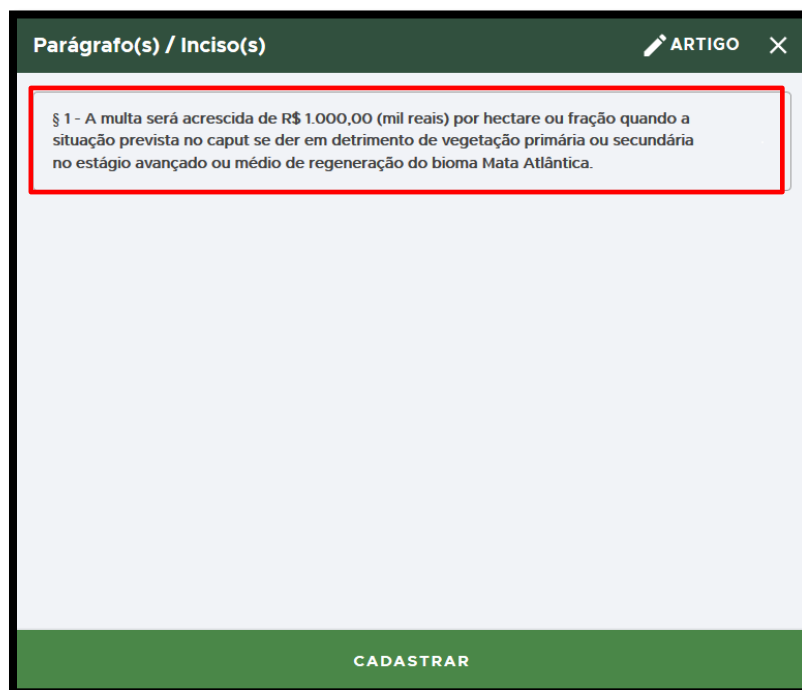 Parágrafo(s) / Inciso(s) ARTIGO
§ 1 - A multa será acrescida de R$ 1.000,00 (mil reais) por hectare ou fração quando a
situação prevista no caput se der em detrimento de vegetação primária ou secundária
no estágio avançado ou médio de regeneração do bioma Mata Atlântica.
CADASTRAR